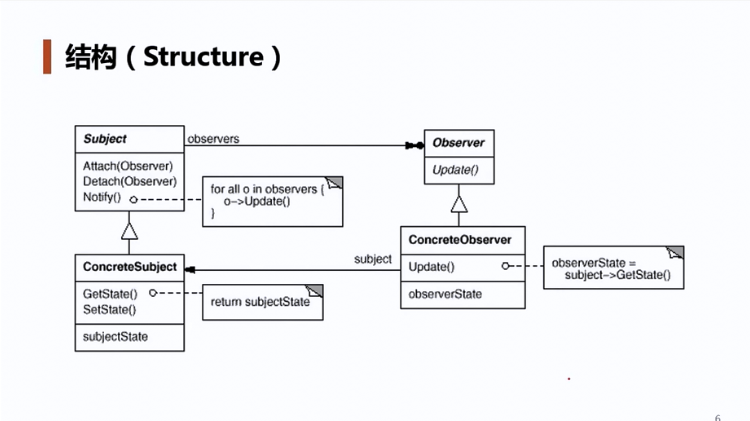 结构（Structure）
Subject
observers
Observer
Attach(Observer)
Detach(Observer)
Notify()
for all o in observers {
o->Update()
}
Update()
ConcreteSubject
subject
ConcreteObserver
GetState()
SetState()
return subjectState
Update()
observerState =
subject->GetState()
subjectState
observerState
6